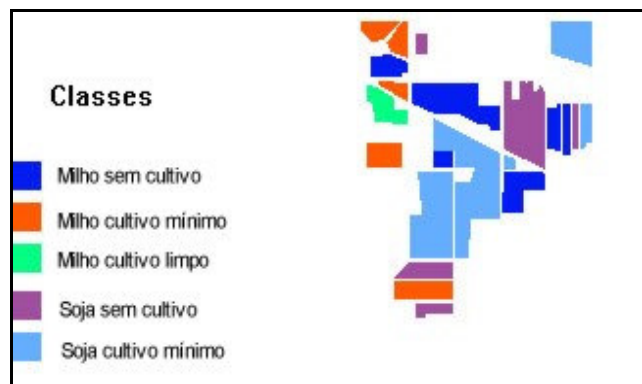 Classes
Milho sem cultivo
Milho cultivo mínimo
Milho cultivo limpo
Soja sem cultivo
Soja cultivo mínimo